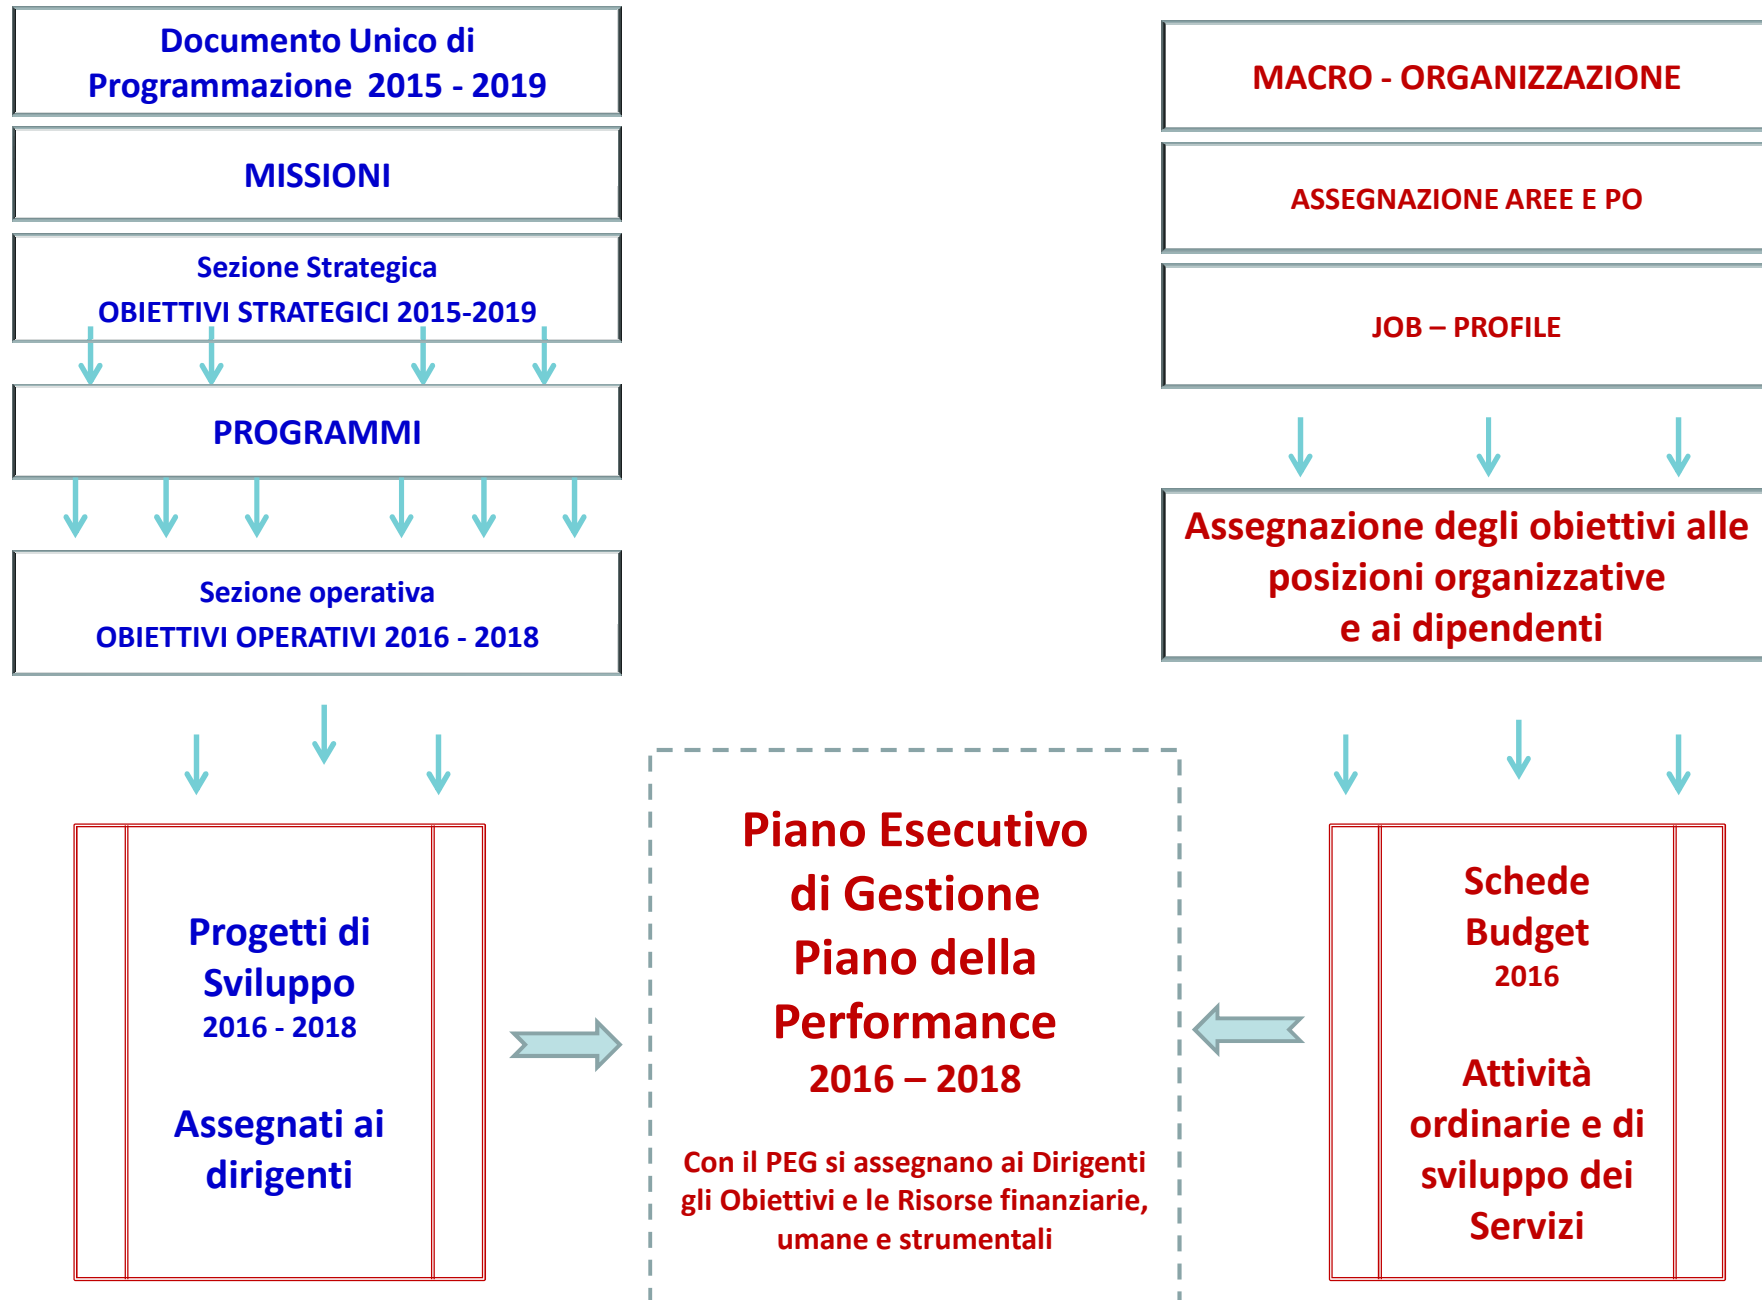 Documento Unico di
Programmazione 2015 - 2019
MISSIONI
Sezione Strategica
OBIETTIVI STRATEGICI 2015-2019
PROGRAMMI
Sezione operativa
OBIETTIVI OPERATIVI 2016 - 2018
Progetti di
Sviluppo
2016 - 2018
Assegnati ai
dirigenti
Piano Esecutivo
di Gestione
Piano della
Performance
2016 – 2018
Con il PEG si assegnano ai Dirigenti
gli Obiettivi e le Risorse finanziarie,
umane e strumentali
MACRO - ORGANIZZAZIONE
ASSEGNAZIONE AREE E PO
JOB – PROFILE
Assegnazione degli obiettivi alle
posizioni organizzative
e ai dipendenti
Schede
Budget
2016
Attività
ordinarie e di
sviluppo dei
Servizi